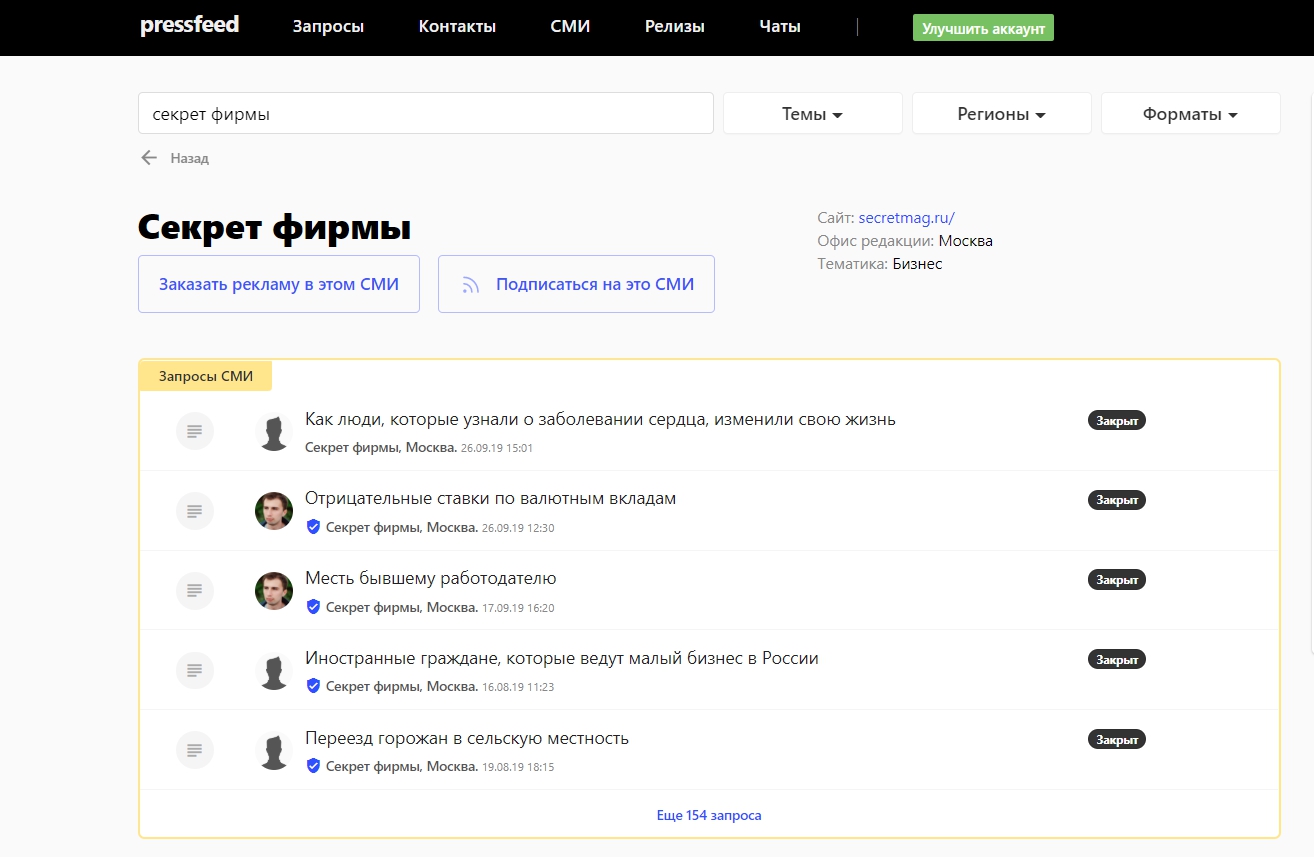 pressfeed Запросы Контакты СМИ Релизы Чаты | Улучшить аккаунт
секрет фирмы Темы Регионы Форматы
Назад
Секрет фирмы
Сайт: secretmag.ru/
Офис редакции: Москва
Тематика: Бизнес
Заказать рекламу в этом СМИ Подписаться на это СМИ
Запросы СМИ
Как люди, которые узнали о заболевании сердца, изменили свою жизнь Закрыт
Секрет фирмы, Москва. 26.09.19 15:01
Отрицательные ставки по валютным вкладам Закрыт
Секрет фирмы, Москва. 26.09.19 12:30
Месть бывшему работодателю Закрыт
Секрет фирмы, Москва. 17.09.19 16:20
Иностранные граждане, которые ведут малый бизнес в России Закрыт
Секрет фирмы, Москва. 16.08.19 11:23
Переезд горожан в сельскую местность Закрыт
Секрет фирмы, Москва. 19.08.19 18:15
Еще 154 запроса